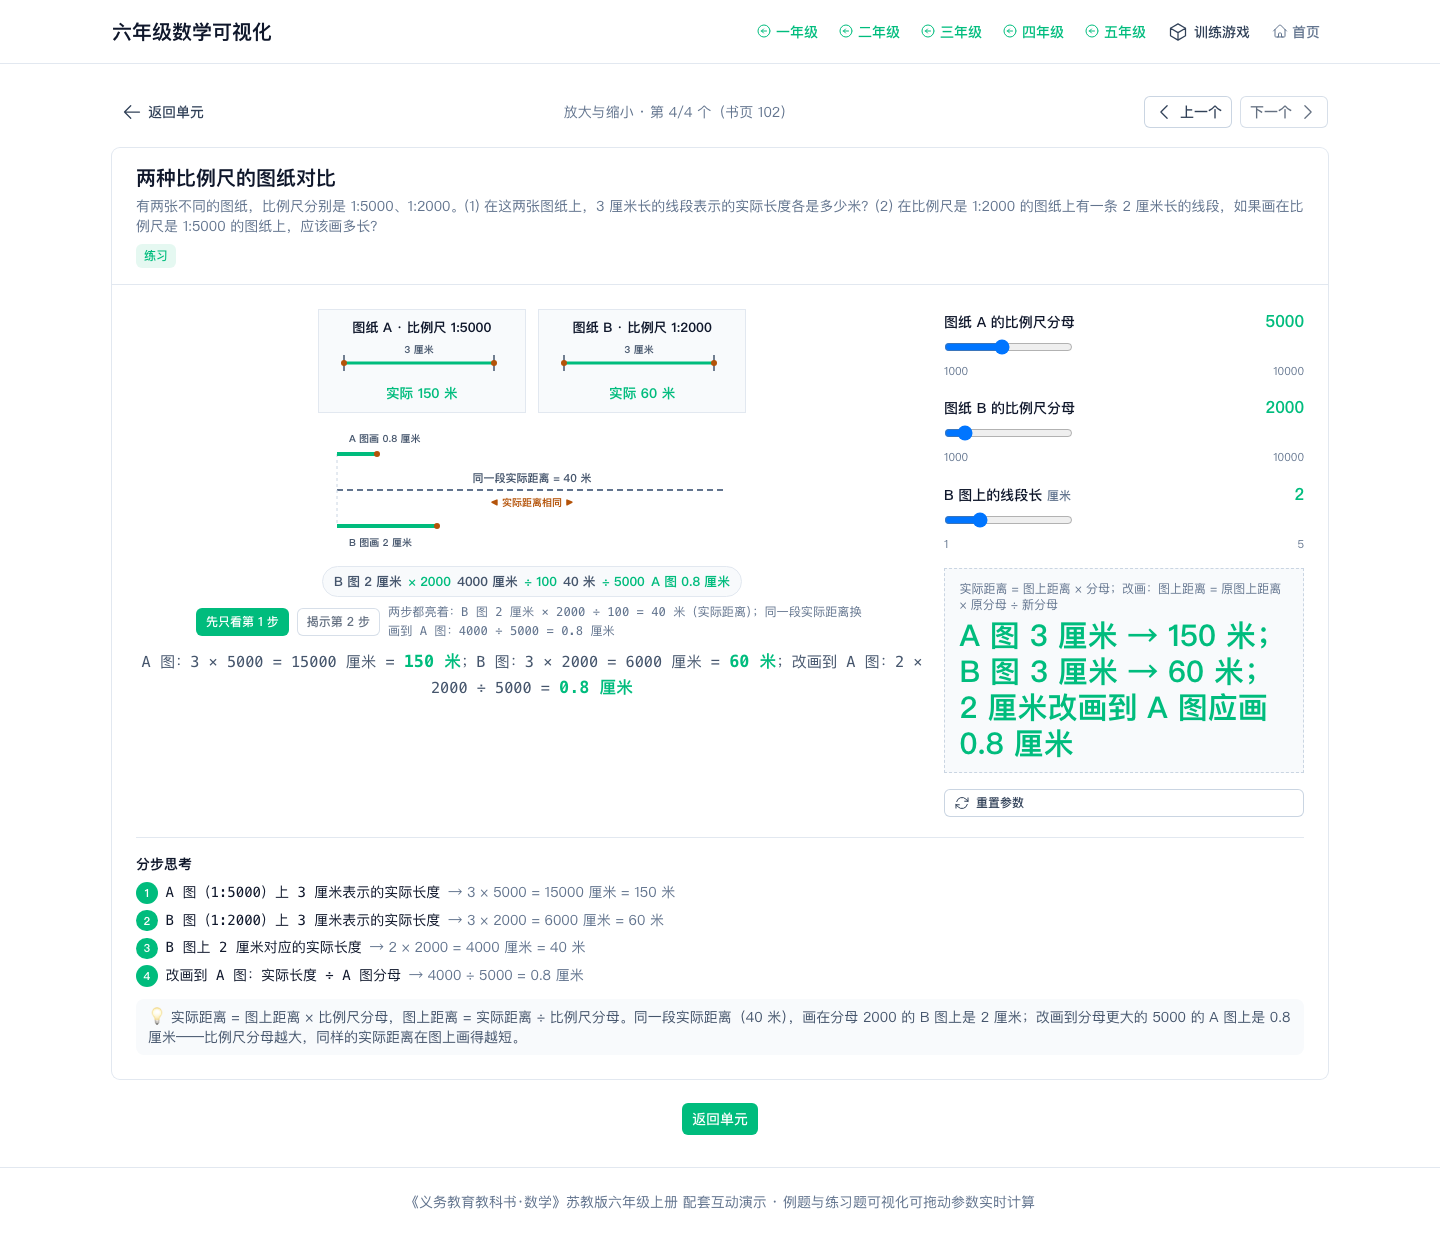 六年级数学可视化
一年级 二年级 三年级 四年级 五年级 训练游戏 首页
返回单元
放大与缩小 · 第 4/4 个（书页 102）
上一个 下一个
两种比例尺的图纸对比
有两张不同的图纸，比例尺分别是 1:5000、1:2000。(1) 在这两张图纸上，3 厘米长的线段表示的实际长度各是多少米？(2) 在比例尺是 1:2000 的图纸上有一条 2 厘米长的线段，如果画在比
例尺是 1:5000 的图纸上，应该画多长？
练习
图纸 A · 比例尺 1:5000
3 厘米
实际 150 米
图纸 B · 比例尺 1:2000
3 厘米
实际 60 米
A 图画 0.8 厘米
同一段实际距离 = 40 米
◄ 实际距离相同 ►
B 图画 2 厘米
B 图 2 厘米 × 2000 4000 厘米 ÷ 100 40 米 ÷ 5000 A 图 0.8 厘米
先只看第 1 步 揭示第 2 步
两步都亮着：B 图 2 厘米 × 2000 ÷ 100 = 40 米（实际距离）；同一段实际距离换
画到 A 图：4000 ÷ 5000 = 0.8 厘米
A 图：3 × 5000 = 15000 厘米 = 150 米；B 图：3 × 2000 = 6000 厘米 = 60 米；改画到 A 图：2 ×
2000 ÷ 5000 = 0.8 厘米
图纸 A 的比例尺分母 5000
1000 10000
图纸 B 的比例尺分母 2000
1000 10000
B 图上的线段长 厘米 2
1 5
实际距离 = 图上距离 × 分母；改画：图上距离 = 原图上距离
× 原分母 ÷ 新分母
A 图 3 厘米 → 150 米；
B 图 3 厘米 → 60 米；
2 厘米改画到 A 图应画
0.8 厘米
重置参数
分步思考
1 A 图（1:5000）上 3 厘米表示的实际长度 → 3 × 5000 = 15000 厘米 = 150 米
2 B 图（1:2000）上 3 厘米表示的实际长度 → 3 × 2000 = 6000 厘米 = 60 米
3 B 图上 2 厘米对应的实际长度 → 2 × 2000 = 4000 厘米 = 40 米
4 改画到 A 图：实际长度 ÷ A 图分母 → 4000 ÷ 5000 = 0.8 厘米
💡 实际距离 = 图上距离 × 比例尺分母，图上距离 = 实际距离 ÷ 比例尺分母。同一段实际距离（40 米），画在分母 2000 的 B 图上是 2 厘米；改画到分母更大的 5000 的 A 图上是 0.8
厘米——比例尺分母越大，同样的实际距离在图上画得越短。
返回单元
《义务教育教科书·数学》苏教版六年级上册 配套互动演示 · 例题与练习题可视化可拖动参数实时计算